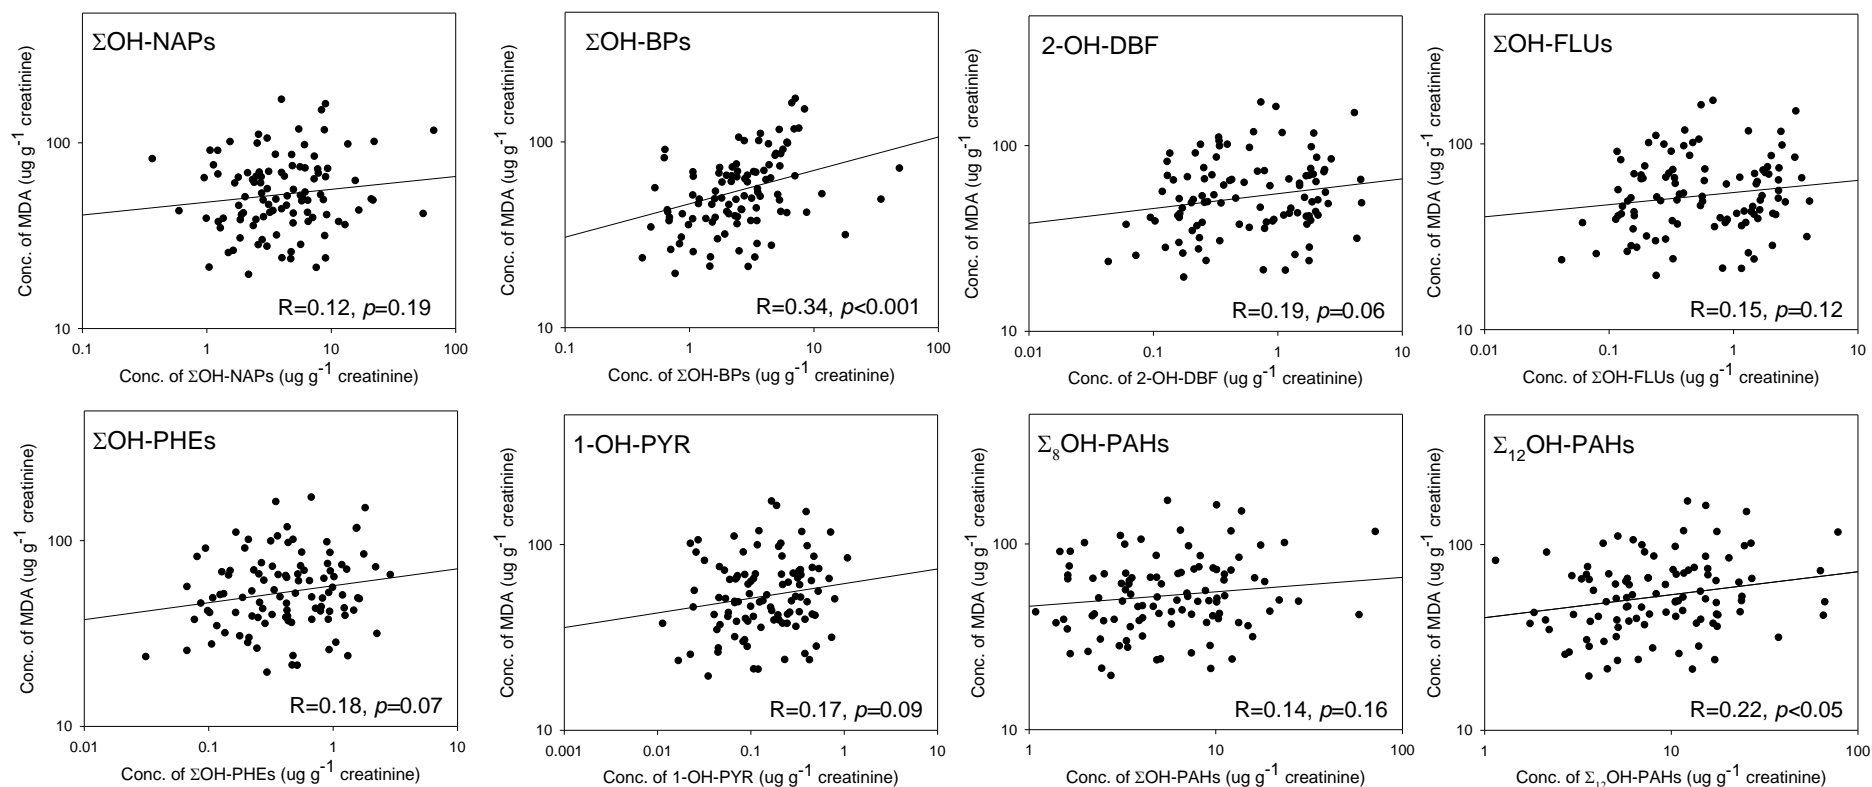 ΣOH-NAPs
Conc. of MDA (ug g-1 creatinine)
100
10
R=0.12, p=0.19
0.1 1 10 100
Conc. of ΣOH-NAPs (ug g-1 creatinine)
ΣOH-BPs
Conc. of MDA (ug g-1 creatinine)
100
10
R=0.34, p<0.001
0.1 1 10 100
Conc. of ΣOH-BPs (ug g-1 creatinine)
2-OH-DBF
Conc. of MDA (ug g-1 creatinine)
100
10
R=0.19, p=0.06
0.01 0.1 1 10
Conc. of 2-OH-DBF (ug g-1 creatinine)
ΣOH-FLUs
Conc. of MDA (ug g-1 creatinine)
100
10
R=0.15, p=0.12
0.01 0.1 1 10
Conc. of ΣOH-FLUs (ug g-1 creatinine)
ΣOH-PHEs
Conc. of MDA (ug g-1 creatinine)
100
10
R=0.18, p=0.07
0.01 0.1 1 10
Conc. of ΣOH-PHEs (ug g-1 creatinine)
1-OH-PYR
Conc. of MDA (ug g-1 creatinine)
100
10
R=0.17, p=0.09
0.001 0.01 0.1 1 10
Conc. of 1-OH-PYR (ug g-1 creatinine)
Σ8OH-PAHs
Conc. of MDA (ug g-1 creatinine)
100
10
R=0.14, p=0.16
1 10 100
Conc. of ΣOH-PAHs (ug g-1 creatinine)
Σ12OH-PAHs
Conc. of MDA (ug g-1 creatinine)
100
10
R=0.22, p<0.05
1 10 100
Conc. of Σ12OH-PAHs (ug g-1 creatinine)